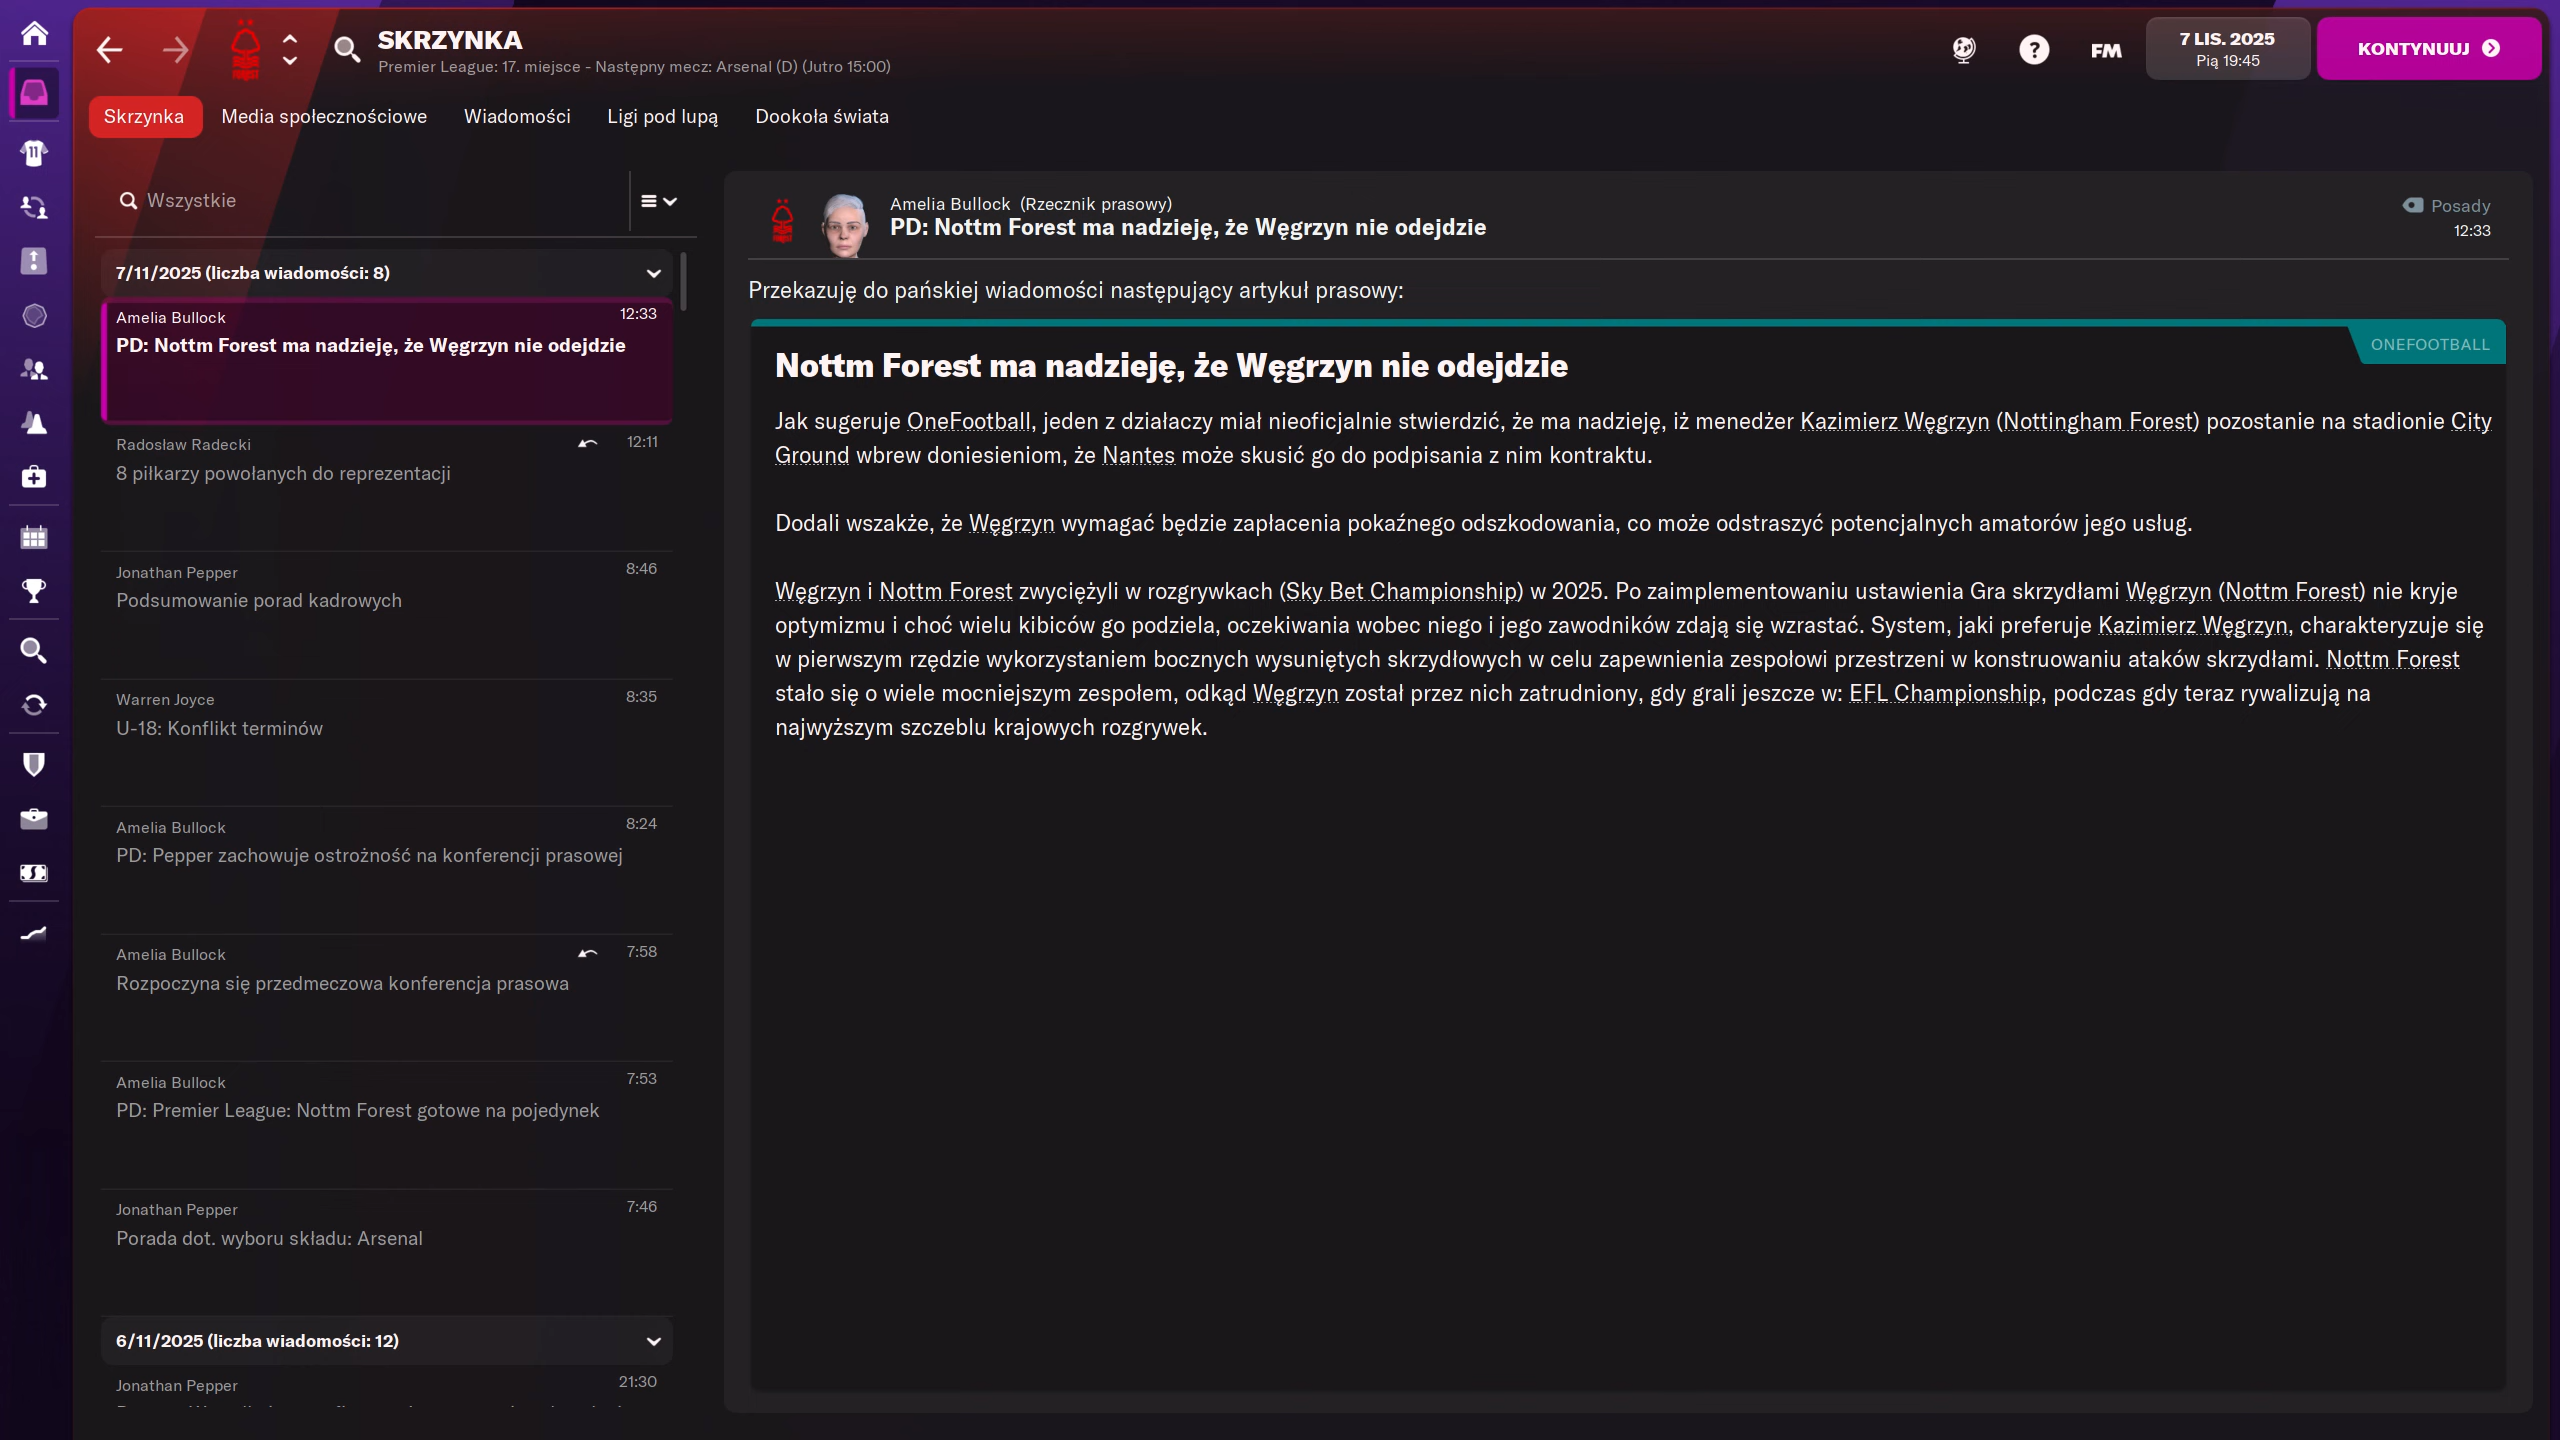 SKRZYNKA
Premier League: 17. miejsce - Następny mecz: Arsenal (D) (Jutro 15:00)
FM
7 LIS. 2025
Pią 19:45
KONTYNUUJ
Skrzynka
Media społecznościowe
Wiadomości
Ligi pod lupą
Dookoła świata
Wszystkie
7/11/2025 (liczba wiadomości: 8)
Amelia Bullock
12:33
PD: Nottm Forest ma nadzieję, że Węgrzyn nie odejdzie
Radosław Radecki
12:11
8 piłkarzy powołanych do reprezentacji
Jonathan Pepper
8:46
Podsumowanie porad kadrowych
Warren Joyce
8:35
U-18: Konflikt terminów
Amelia Bullock
8:24
PD: Pepper zachowuje ostrożność na konferencji prasowej
Amelia Bullock
7:58
Rozpoczyna się przedmeczowa konferencja prasowa
Amelia Bullock
7:53
PD: Premier League: Nottm Forest gotowe na pojedynek
Jonathan Pepper
7:46
Porada dot. wyboru składu: Arsenal
6/11/2025 (liczba wiadomości: 12)
Jonathan Pepper
21:30
Amelia Bullock (Rzecznik prasowy)
PD: Nottm Forest ma nadzieję, że Węgrzyn nie odejdzie
Posady
12:33
Przekazuję do pańskiej wiadomości następujący artykuł prasowy:
ONEFOOTBALL
Nottm Forest ma nadzieję, że Węgrzyn nie odejdzie
Jak sugeruje OneFootball, jeden z działaczy miał nieoficjalnie stwierdzić, że ma nadzieję, iż menedżer Kazimierz Węgrzyn (Nottingham Forest) pozostanie na stadionie City
Ground wbrew doniesieniom, że Nantes może skusić go do podpisania z nim kontraktu.
Dodali wszakże, że Węgrzyn wymagać będzie zapłacenia pokaźnego odszkodowania, co może odstraszyć potencjalnych amatorów jego usług.
Węgrzyn i Nottm Forest zwyciężyli w rozgrywkach (Sky Bet Championship) w 2025. Po zaimplementowaniu ustawienia Gra skrzydłami Węgrzyn (Nottm Forest) nie kryje
optymizmu i choć wielu kibiców go podziela, oczekiwania wobec niego i jego zawodników zdają się wzrastać. System, jaki preferuje Kazimierz Węgrzyn, charakteryzuje się
w pierwszym rzędzie wykorzystaniem bocznych wysuniętych skrzydłowych w celu zapewnienia zespołowi przestrzeni w konstruowaniu ataków skrzydłami. Nottm Forest
stało się o wiele mocniejszym zespołem, odkąd Węgrzyn został przez nich zatrudniony, gdy grali jeszcze w: EFL Championship, podczas gdy teraz rywalizują na
najwyższym szczeblu krajowych rozgrywek.